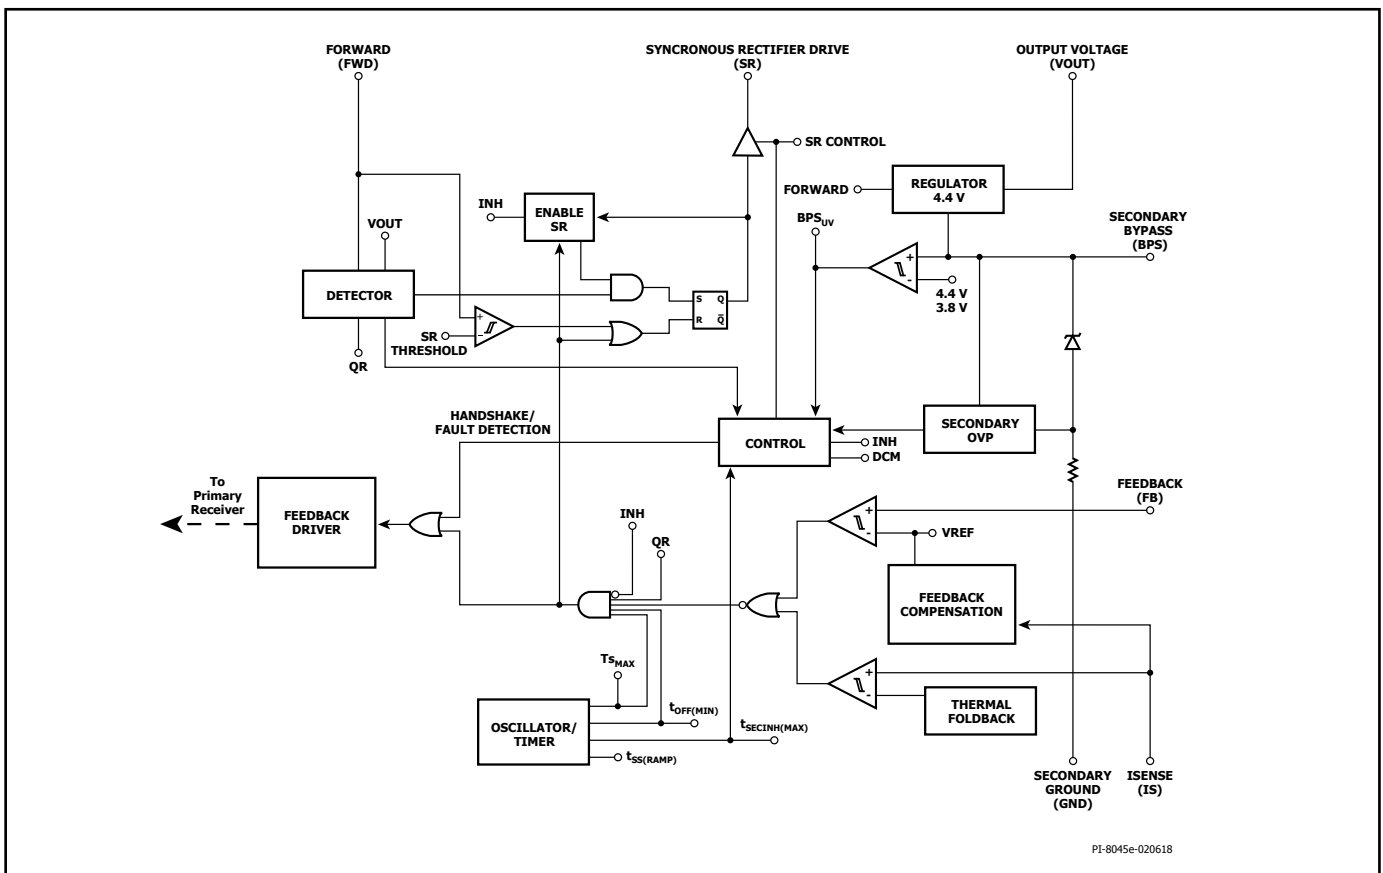 FORWARD
(FWD)
SYNCRONOUS RECTIFIER DRIVE
(SR)
OUTPUT VOLTAGE
(VOUT)
SR CONTROL
FORWARD
REGULATOR
4.4 V
INH
ENABLE
SR
VOUT
BPSUV
SECONDARY
BYPASS
(BPS)
DETECTOR
+
-
4.4 V
3.8 V
S Q
R Q̅
+
−
SR
THRESHOLD
QR
HANDSHAKE/
FAULT DETECTION
CONTROL
INH
DCM
SECONDARY
OVP
To
Primary
Receiver
FEEDBACK
DRIVER
INH
QR
FEEDBACK
(FB)
+
-
VREF
FEEDBACK
COMPENSATION
TsMAX
+
-
THERMAL
FOLDBACK
OSCILLATOR/
TIMER
tOFF(MIN)
tSECINH(MAX)
tSS(RAMP)
SECONDARY
GROUND
(GND)
ISENSE
(IS)
PI-8045e-020618